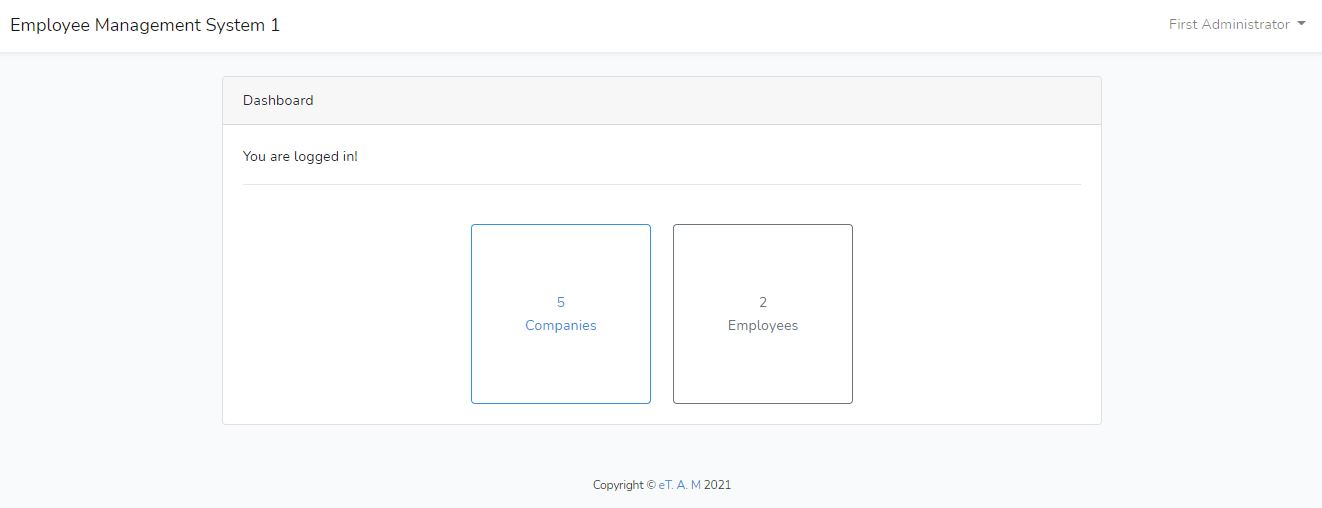 Employee Management System 1
First Administrator
Dashboard
You are logged in!
5
Companies
2
Employees
Copyright © eT. A. M 2021